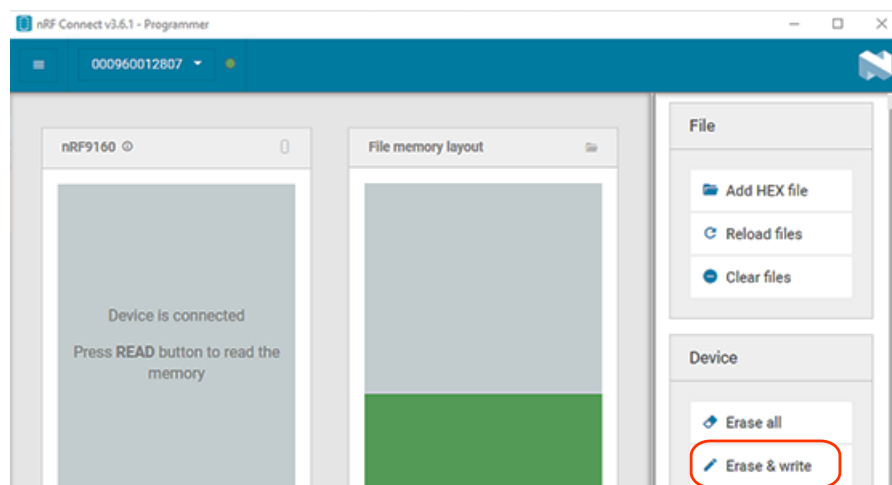 nRF Connect v3.6.1 - Programmer
000960012807
nRF9160
Device is connected
Press READ button to read the
memory
File memory layout
File
Add HEX file
Reload files
Clear files
Device
Erase all
Erase & write